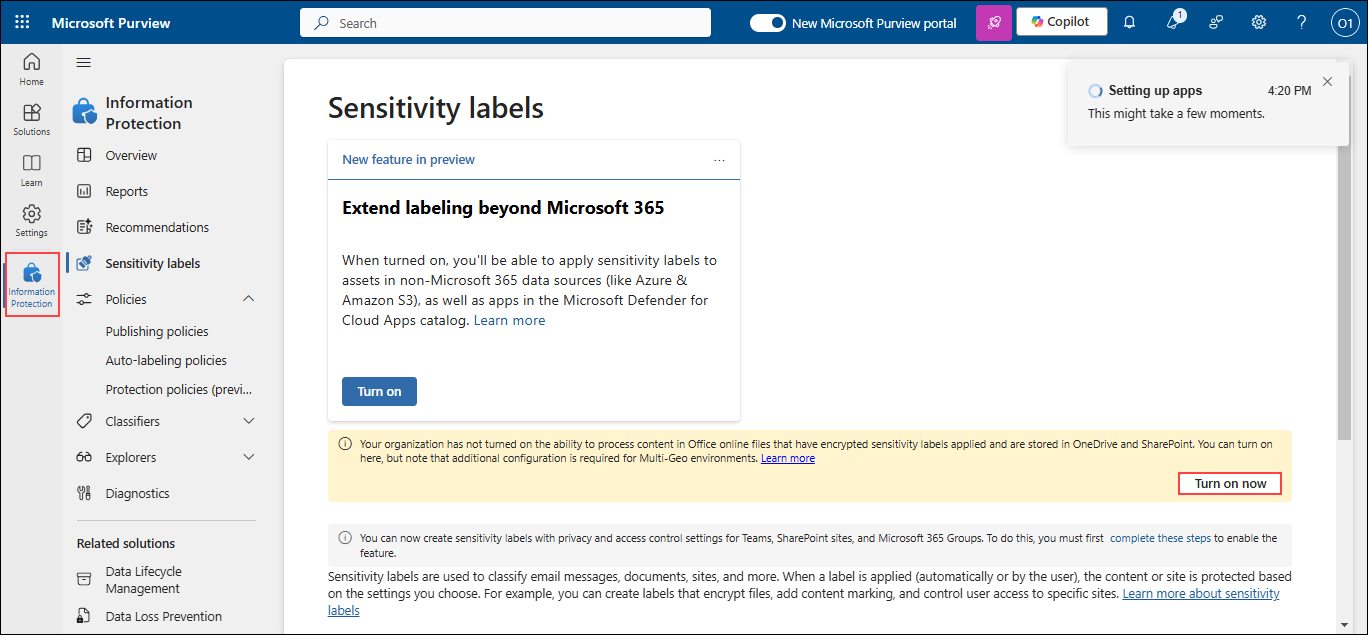 Microsoft Purview
Search
New Microsoft Purview portal
Copilot
1
?
O1
Home
Solutions
Learn
Settings
Information
Protection
Information
Protection
Overview
Reports
Recommendations
Sensitivity labels
Policies
Publishing policies
Auto-labeling policies
Protection policies (previ...
Classifiers
Explorers
Diagnostics
Related solutions
Data Lifecycle
Management
Data Loss Prevention
Sensitivity labels
Setting up apps 4:20 PM
This might take a few moments.
New feature in preview ...
Extend labeling beyond Microsoft 365
When turned on, you'll be able to apply sensitivity labels to
assets in non-Microsoft 365 data sources (like Azure &
Amazon S3), as well as apps in the Microsoft Defender for
Cloud Apps catalog. Learn more
Turn on
Your organization has not turned on the ability to process content in Office online files that have encrypted sensitivity labels applied and are stored in OneDrive and SharePoint. You can turn on
here, but note that additional configuration is required for Multi-Geo environments. Learn more
Turn on now
You can now create sensitivity labels with privacy and access control settings for Teams, SharePoint sites, and Microsoft 365 Groups. To do this, you must first complete these steps to enable the
feature.
Sensitivity labels are used to classify email messages, documents, sites, and more. When a label is applied (automatically or by the user), the content or site is protected based
on the settings you choose. For example, you can create labels that encrypt files, add content marking, and control user access to specific sites. Learn more about sensitivity
labels